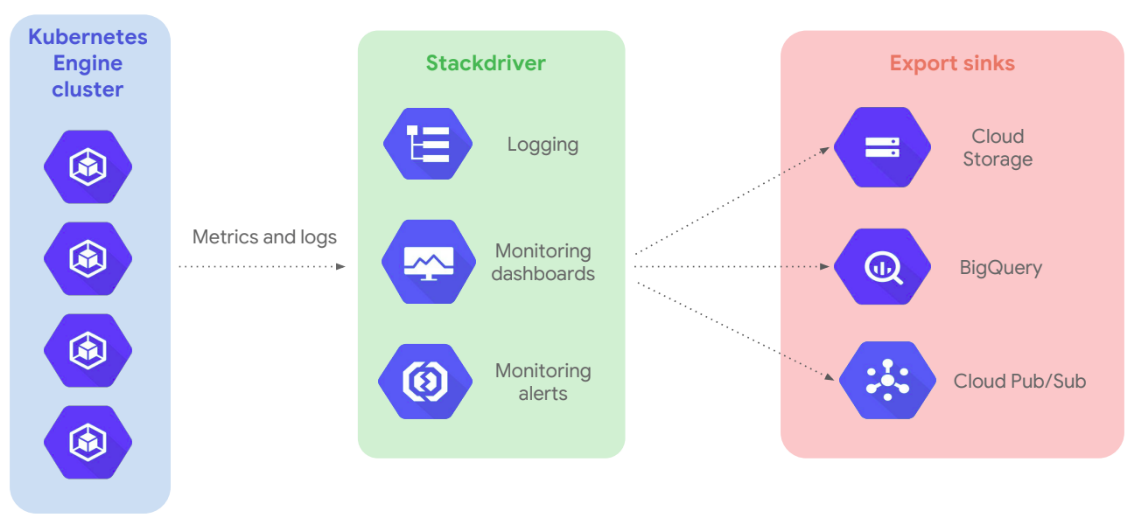 Kubernetes
Engine
cluster
Metrics and logs
Stackdriver
Logging
Monitoring
dashboards
Monitoring
alerts
Export sinks
Cloud
Storage
BigQuery
Cloud Pub/Sub